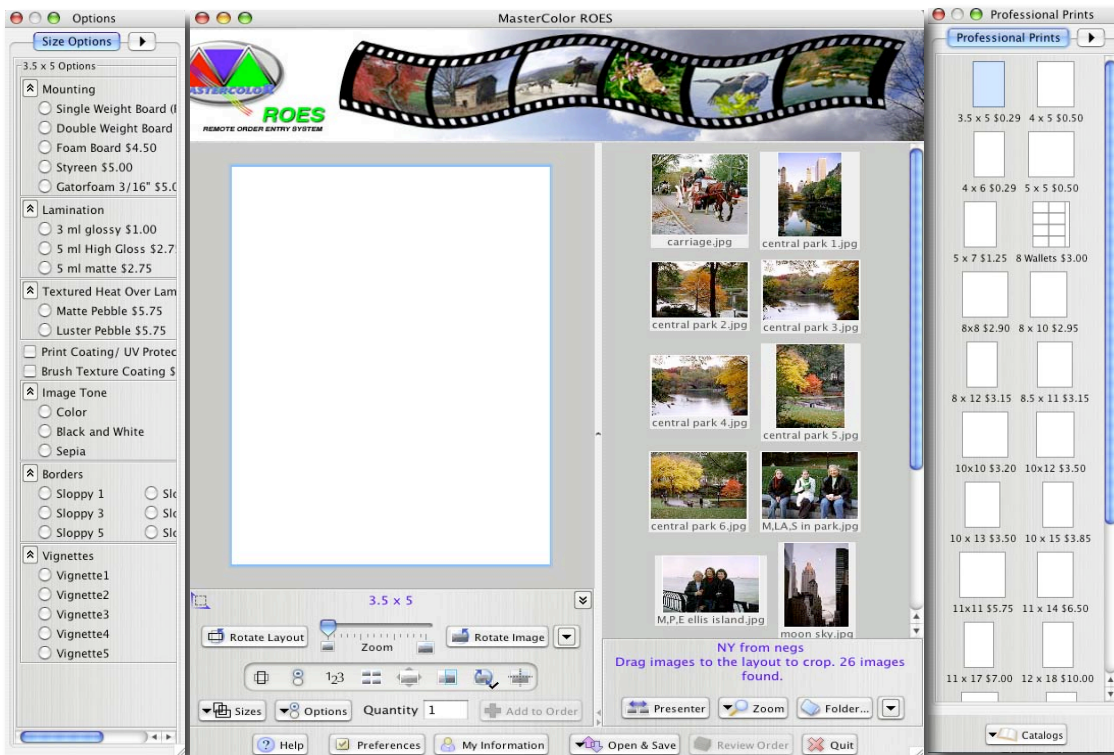 Options
Size Options
3.5 x 5 Options
Mounting
Single Weight Board
Double Weight Board
Foam Board $4.50
Styreen $5.00
Gatorfoam 3/16"
Lamination
3 ml glossy $1.00
5 ml High Gloss
5 ml matte $2.75
Textured Heat Over Lam
Matte Pebble $5.75
Luster Pebble $5.75
Print Coating/ UV Protec
Brush Texture Coating $
Image Tone
Color
Black and White
Sepia
Borders
Sloppy 1
Sloppy 3
Sloppy 5
Vignettes
Vignette1
Vignette2
Vignette3
Vignette4
Vignette5
MasterColor ROES
ROES
REMOTE ORDER ENTRY SYSTEM
carriage.jpg central park 1.jpg
central park 2.jpg central park 3.jpg
central park 4.jpg central park 5.jpg
central park 6.jpg M,LA,S in park.jpg
M,P,E ellis island.jpg moon sky.jpg
3.5 x 5
Rotate Layout Zoom Rotate Image
123
Sizes Options Quantity 1 Add to Order
NY from negs
Drag images to the layout to crop. 26 images
found.
Presenter Zoom Folder...
Help Preferences My Information Open & Save Review Order Quit
Professional Prints
Professional Prints
3.5 x 5 $0.29 4 x 5 $0.50
4 x 6 $0.29 5 x 5 $0.50
5 x 7 $1.25 8 Wallets $3.00
8x8 $2.90 8 x 10 $2.95
8 x 12 $3.15 8.5 x 11 $3.15
10x10 $3.20 10x12 $3.50
10 x 13 $3.50 10 x 15 $3.85
11x11 $5.75 11 x 14 $6.50
11 x 17 $7.00 12 x 18 $10.00
Catalogs